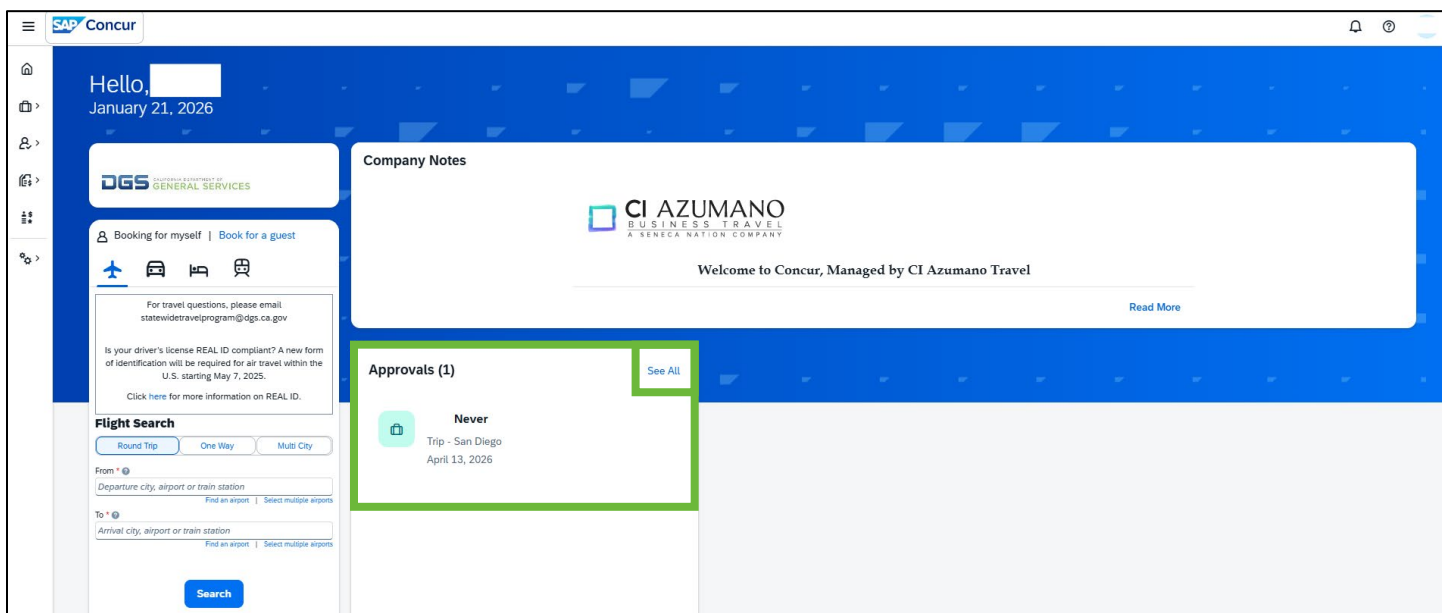 SAP Concur
Hello,
January 21, 2026
DGS CALIFORNIA DEPARTMENT OF
GENERAL SERVICES
Booking for myself | Book for a guest
For travel questions, please email
statewidetravelprogram@dgs.ca.gov
Is your driver's license REAL ID compliant? A new form
of identification will be required for air travel within the
U.S. starting May 7, 2025.
Click here for more information on REAL ID.
Flight Search
Round Trip
One Way
Multi City
From *
Departure city, airport or train station
Find an airport | Select multiple airports
To *
Arrival city, airport or train station
Find an airport | Select multiple airports
Search
Company Notes
CI AZUMANO
BUSINESS TRAVEL
A SENECA NATION COMPANY
Welcome to Concur, Managed by CI Azumano Travel
Read More
Approvals (1)
See All
Never
Trip - San Diego
April 13, 2026